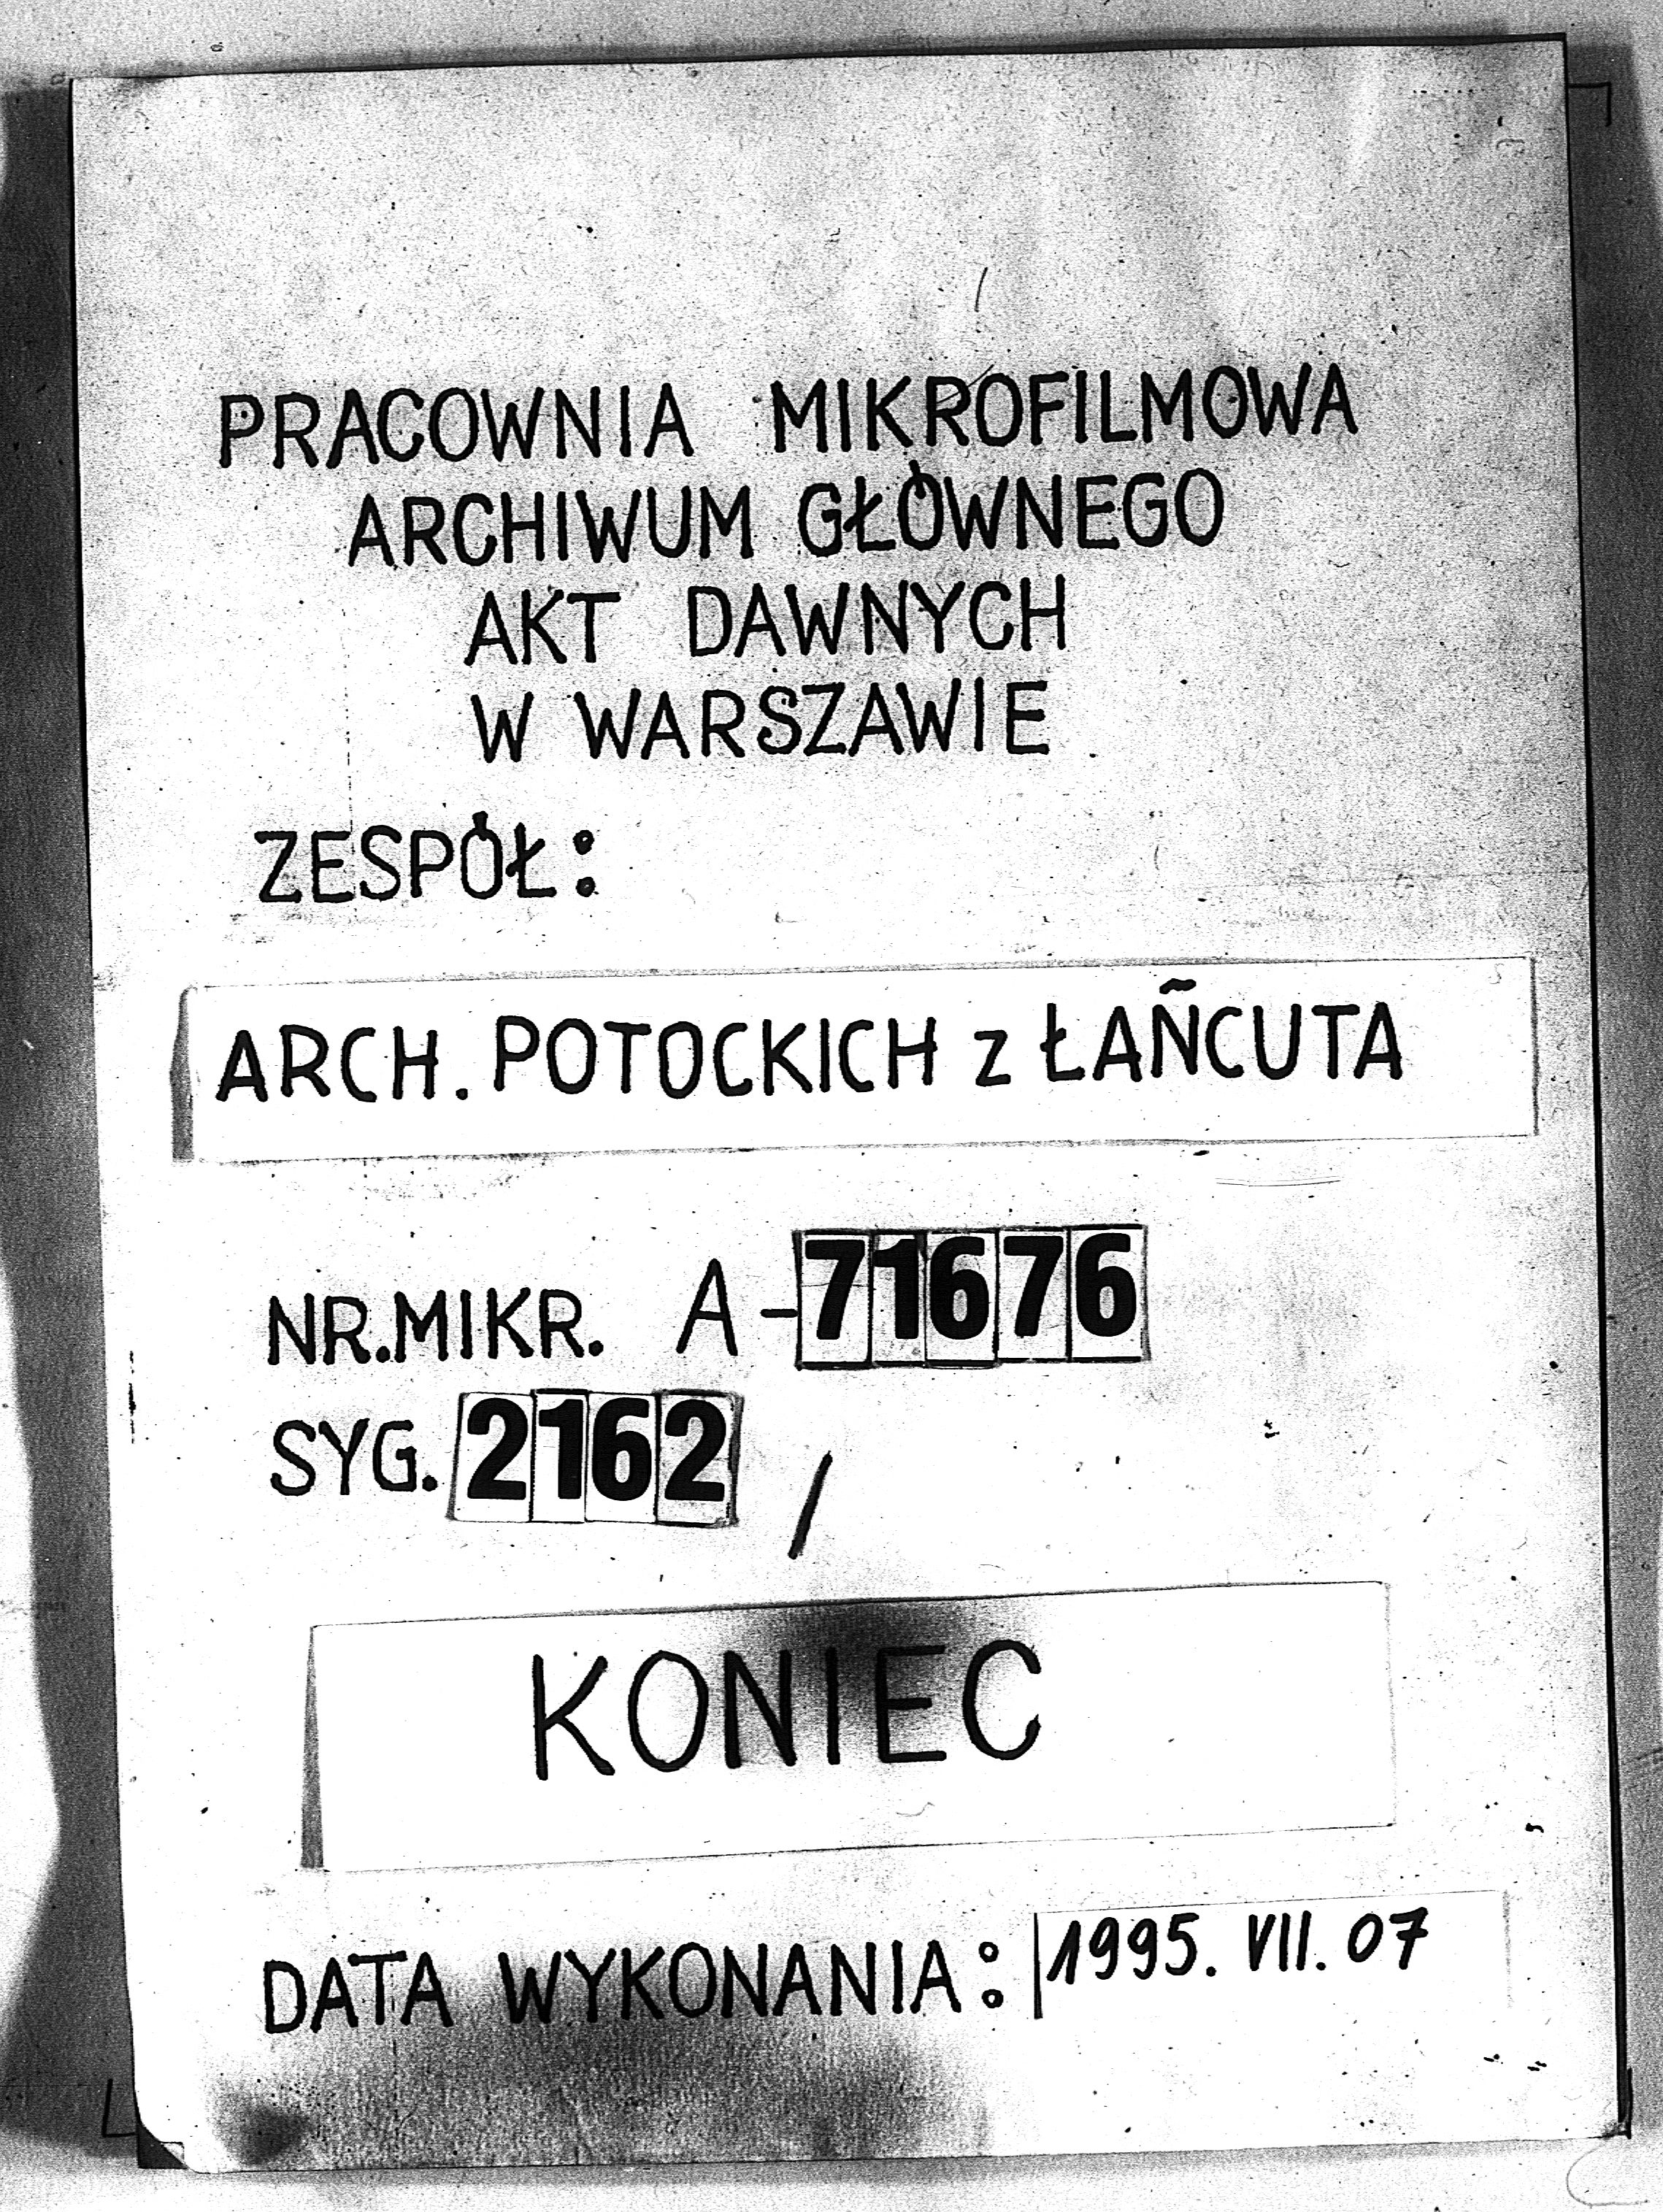 PRACOWNIA MIKROFILMOWA
ARCHIWUM GŁÓWNEGO
AKT DAWNYCH
W WARSZAWIE
ZESPÓŁ:
ARCH. POTOCKICH z ŁAŃCUTA
NR.MIKR. A-71676
SYG. 2162 /
KONIEC
DATA WYKONANIA: 1995. VII. 07